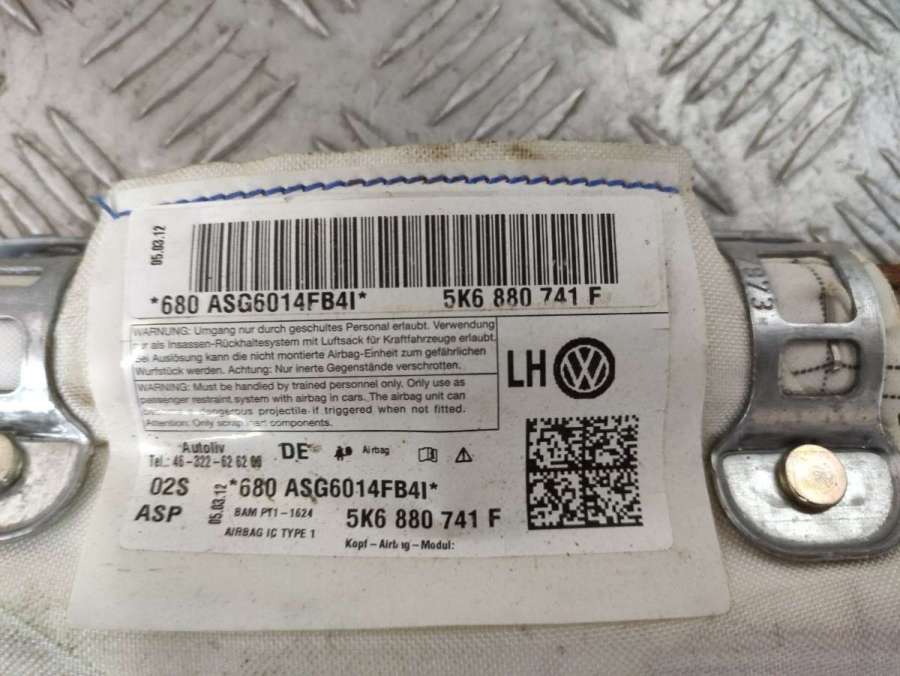 05.03.12
*680 ASG6014FB4I* 5K6 880 741 F
WARNING: Umgang nur durch geschultes Personal erlaubt. Verwendung
nur als Insassen-Rückhaltesystem mit Luftsack für Kraftfahrzeuge erlaubt.
Bei Auslösung kann die nicht montierte Airbag-Einheit zum gefährlichen
Wurfstück werden. Achtung: Nur inerte Gegenstände verschrotten.
WARNING: Must be handled by trained personnel only. Only use as
passenger restraint system with airbag in cars. The airbag unit can
dangerous projectile if triggered when not fitted.
Attention: Only scrap inert components.
LH
VW
Autoliv
Tel.: 46-322-626206
DE
Airbag
02S
ASP
05.03.12
*680 ASG6014FB4I*
BAM PT1-1624
5K6 880 741 F
AIRBAG IC TYPE 1
Kopf-Airbag-Modul:
873